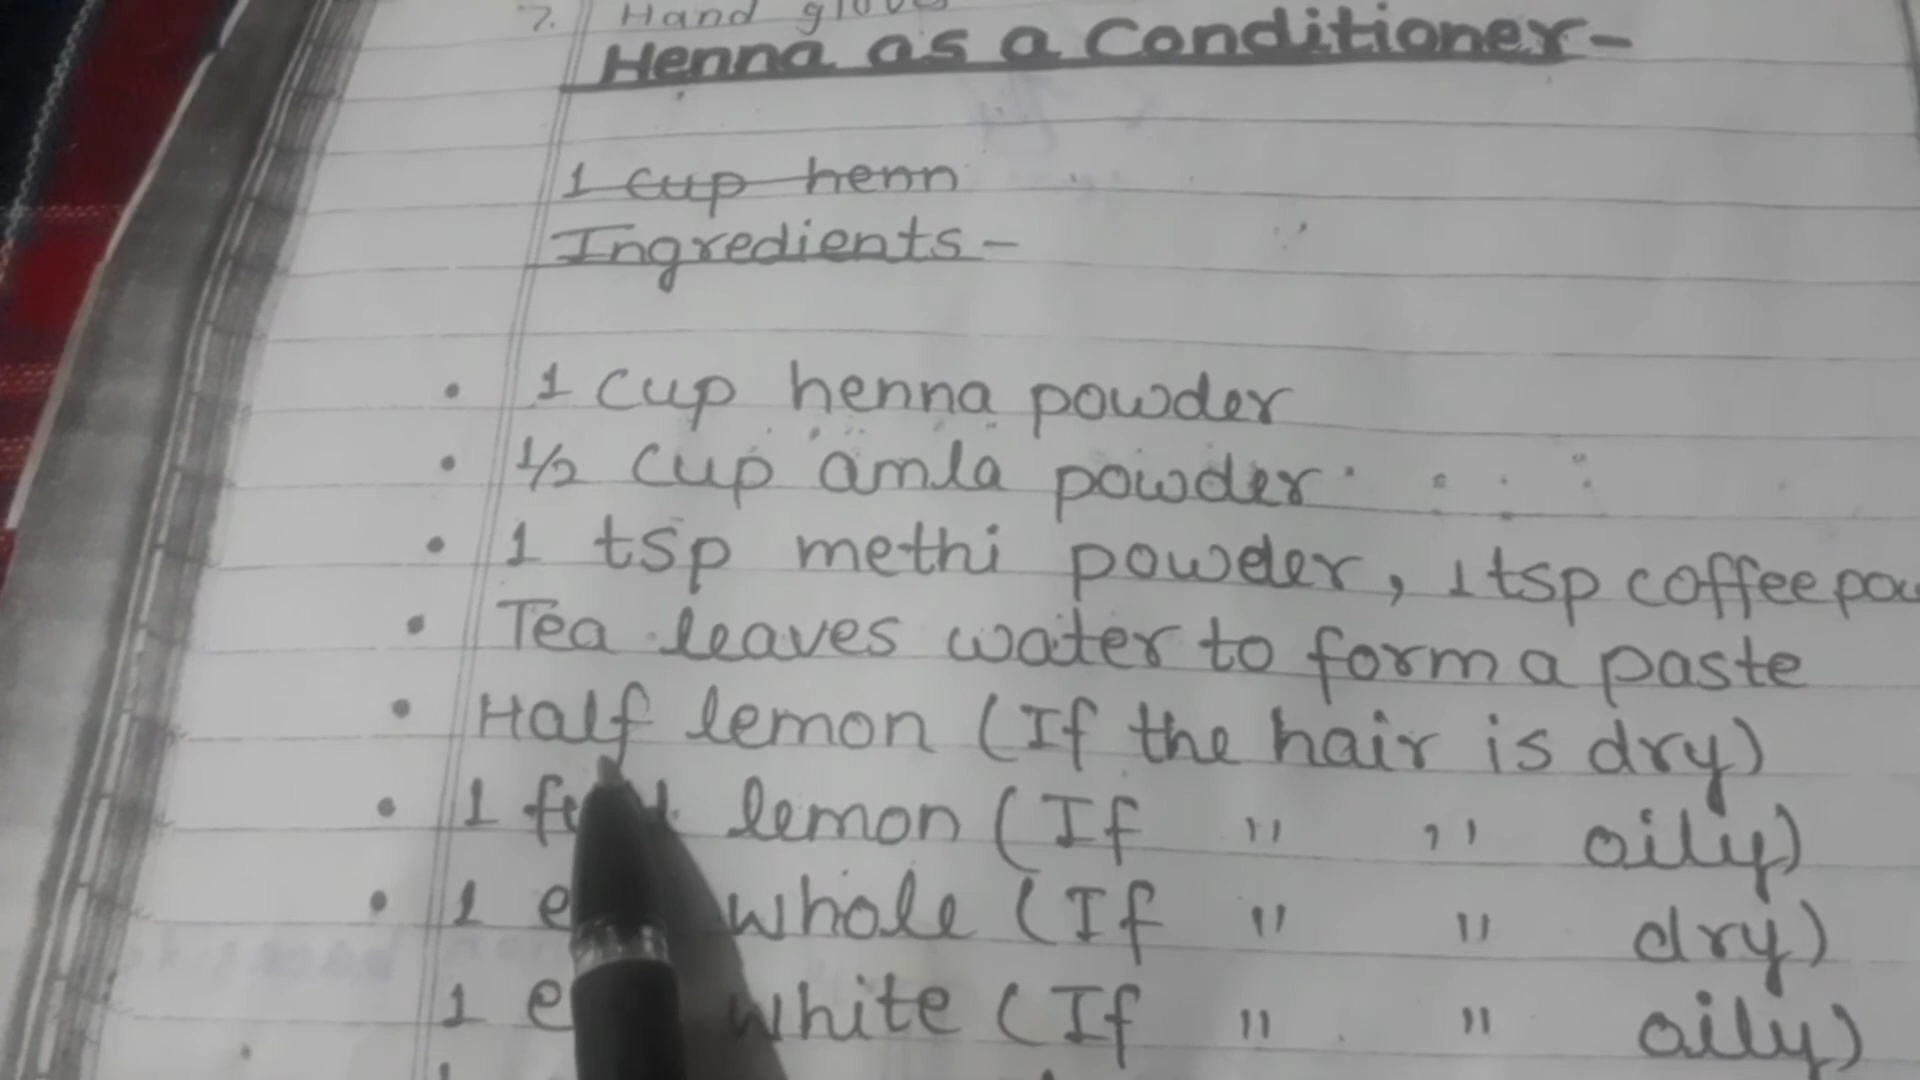 7. Hand
Henna as a Conditioner-
1 cup henn
Ingredients-
• 1 cup henna powder
• 1/2 cup amla powder
• 1 tsp methi powder, 1 tsp coffee pow
• Tea leaves water to form a paste
• Half lemon (If the hair is dry)
• 1 lemon (If " " oily)
• 1 whole (If " " dry)
1 white (If " " oily)